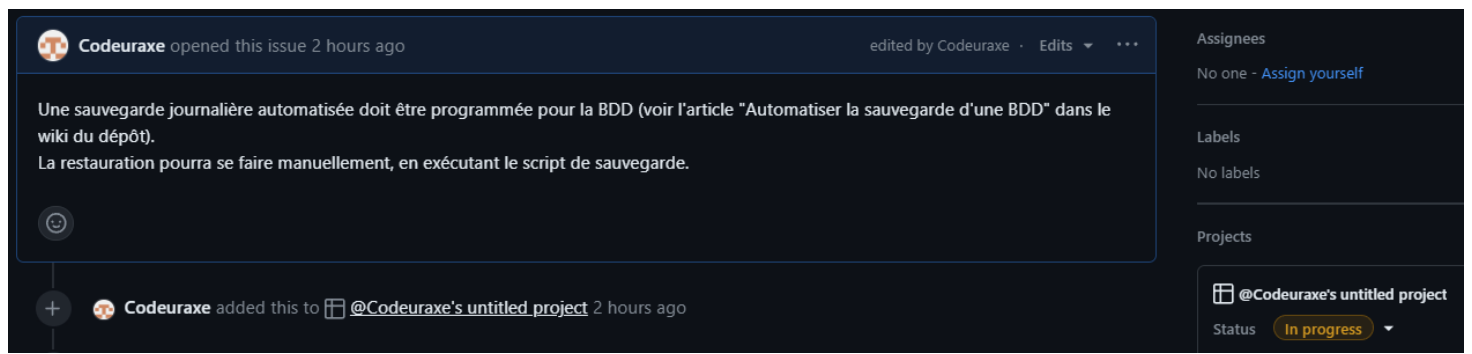 Codeuraxe opened this issue 2 hours ago
edited by Codeuraxe · Edits
Une sauvegarde journalière automatisée doit être programmée pour la BDD (voir l'article "Automatiser la sauvegarde d'une BDD" dans le
wiki du dépôt).
La restauration pourra se faire manuellement, en exécutant le script de sauvegarde.
Codeuraxe added this to @Codeuraxe's untitled project 2 hours ago
Assignees
No one - Assign yourself
Labels
No labels
Projects
@Codeuraxe's untitled project
Status In progress